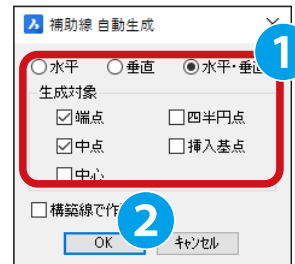 補助線 自動生成
水平 垂直 水平・垂直
1
生成対象
端点 四半円点
中点 挿入基点
中心
構築線で作
2
OK キャンセル